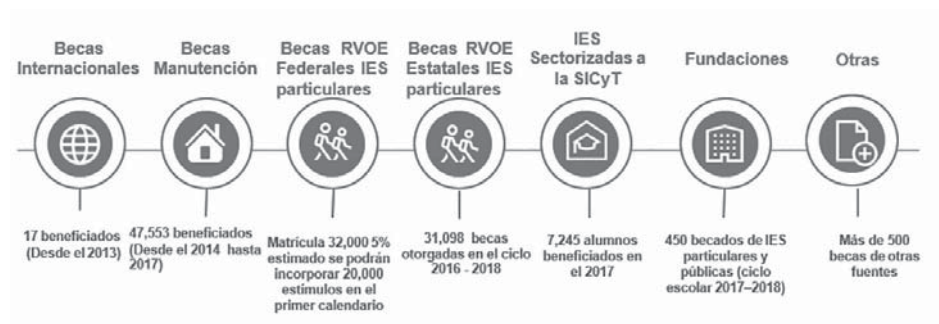 Becas
Internacionales
Becas
Manutención
Becas RVOE
Federales IES
particulares
Becas RVOE
Estatales IES
particulares
IES
Sectorizadas a
la SICyT
Fundaciones
Otras
17 beneficiados
(Desde el 2013)
47,553 beneficiados
(Desde el 2014 hasta
2017)
Matrícula 32,000 5%
estimado se podrán
incorporar 20,000
estímulos en el
primer calendario
31,098 becas
otorgadas en el ciclo
2016 - 2018
7,245 alumnos
beneficiados en
el 2017
450 becados de IES
particulares y
públicas (ciclo
escolar 2017–2018)
Más de 500
becas de otras
fuentes